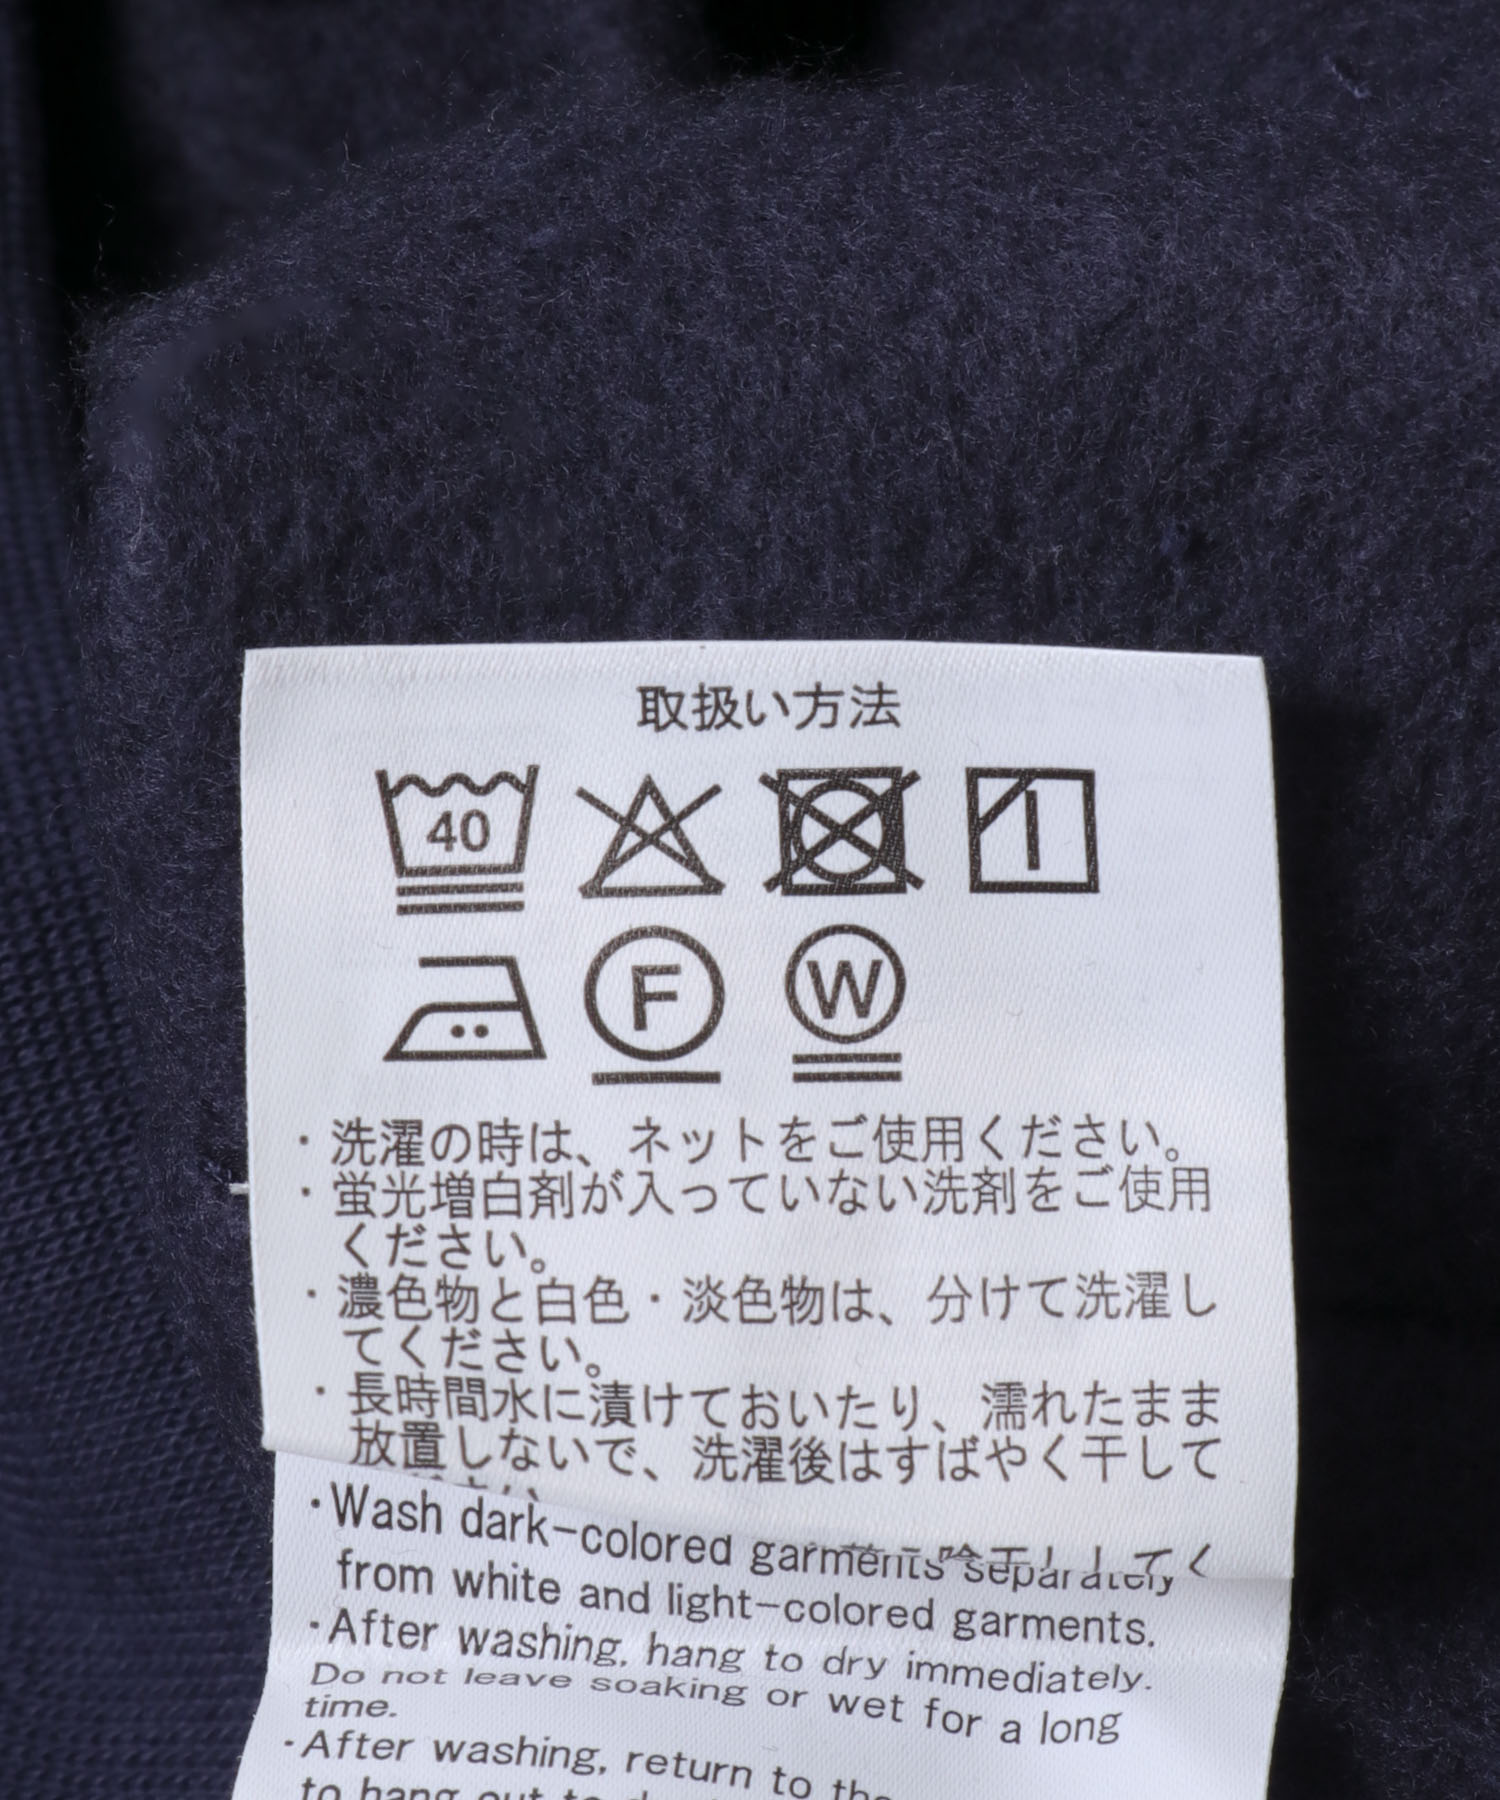 取扱い方法
40
F
W
・洗濯の時は、ネットをご使用ください。
・蛍光増白剤が入っていない洗剤をご使用
ください。
・濃色物と白色・淡色物は、分けて洗濯し
てください。
・長時間水に漬けておいたり、濡れたまま
放置しないで、洗濯後はすばやく干して
・Wash dark-colored garments separately
from white and light-colored garments.
・After washing, hang to dry immediately.
Do not leave soaking or wet for a long
time.
・After washing, return to the
to hang out to